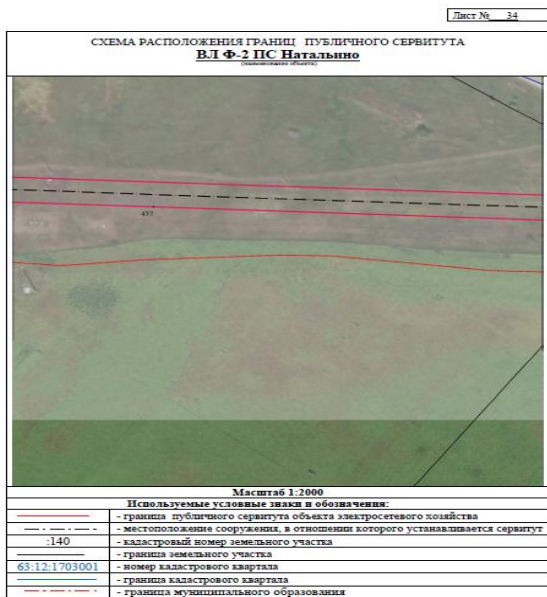 Лист № 34
СХЕМА РАСПОЛОЖЕНИЯ ГРАНИЦ ПУБЛИЧНОГО СЕРВИТУТА
ВЛ Ф-2 ПС Натальино
(наименование объекта)
Масштаб 1:2000
Используемые условные знаки и обозначения:
- граница публичного сервитута объекта электросетевого хозяйства
- местоположение сооружения, в отношении которого устанавливается сервитут
:140 - кадастровый номер земельного участка
- граница земельного участка
63:12:1703001 - номер кадастрового квартала
- граница кадастрового квартала
- граница муниципального образования